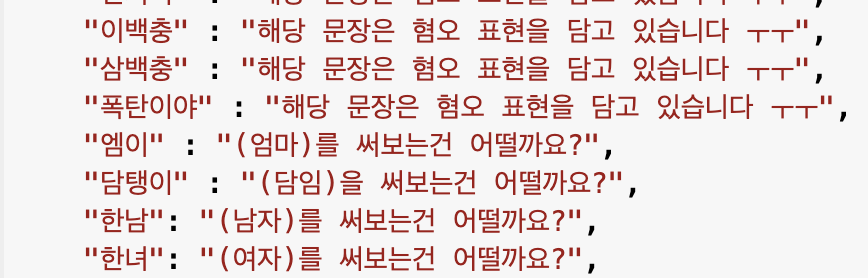 "이백충" : "해당 문장은 혐오 표현을 담고 있습니다 ㅜㅜ",
"삼백충" : "해당 문장은 혐오 표현을 담고 있습니다 ㅜㅜ",
"폭탄이야" : "해당 문장은 혐오 표현을 담고 있습니다 ㅜㅜ",
"엠이" : "(엄마)를 써보는건 어떨까요?",
"담탱이" : "(담임)을 써보는건 어떨까요?",
"한남": "(남자)를 써보는건 어떨까요?",
"한녀": "(여자)를 써보는건 어떨까요?",